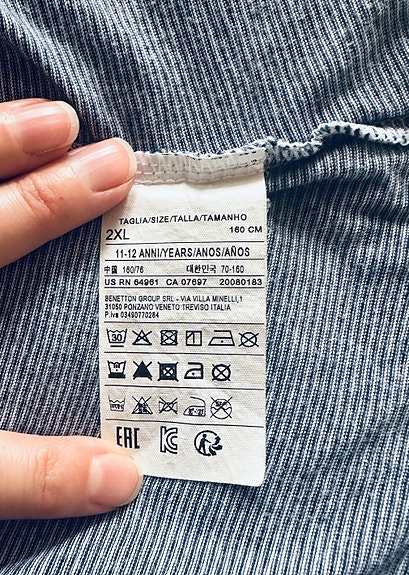 TAGLIA/SIZE/TALLA/TAMANHO
2XL 160 CM
11-12 ANNI/YEARS/ANOS/AÑOS
中国 160/76 대한민국 70-160
US RN 64961 CA 07697 20080183
BENETTON GROUP SRL - VIA VILLA MINELLI,1
31050 PONZANO VENETO TREVISO ITALIA
P.iva 03490770264
30
EAC